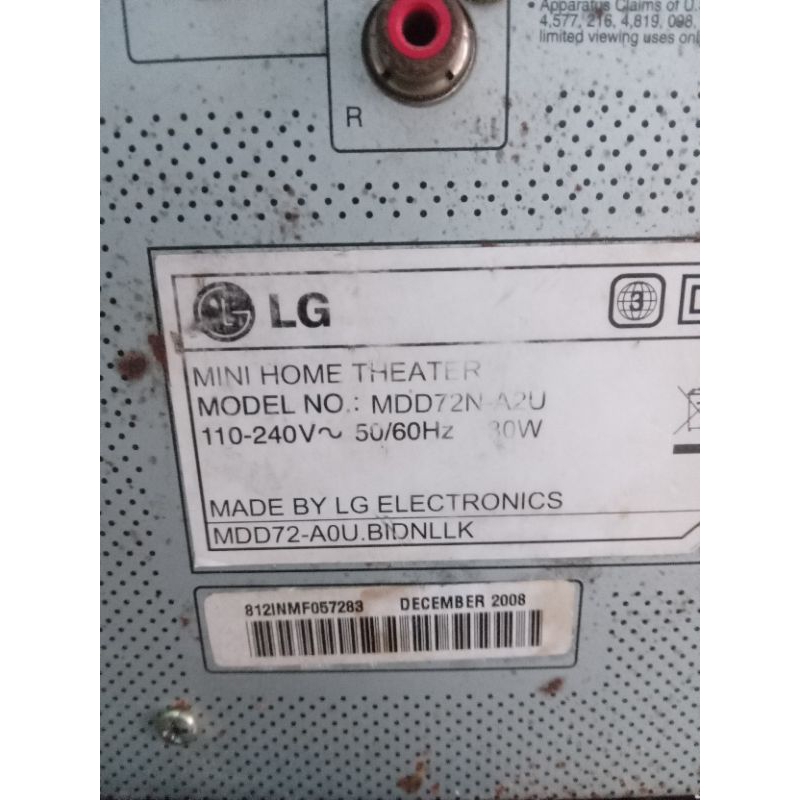 • Apparatus Claims of U.
4,577, 216, 4,819, 098,
limited viewing uses onl
R
LG
3
MINI HOME THEATER
MODEL NO.: MDD72N-A2U
110-240V~ 50/60Hz 30W
MADE BY LG ELECTRONICS
MDD72-A0U.BIDNLLK
812INMF057283 DECEMBER 2008